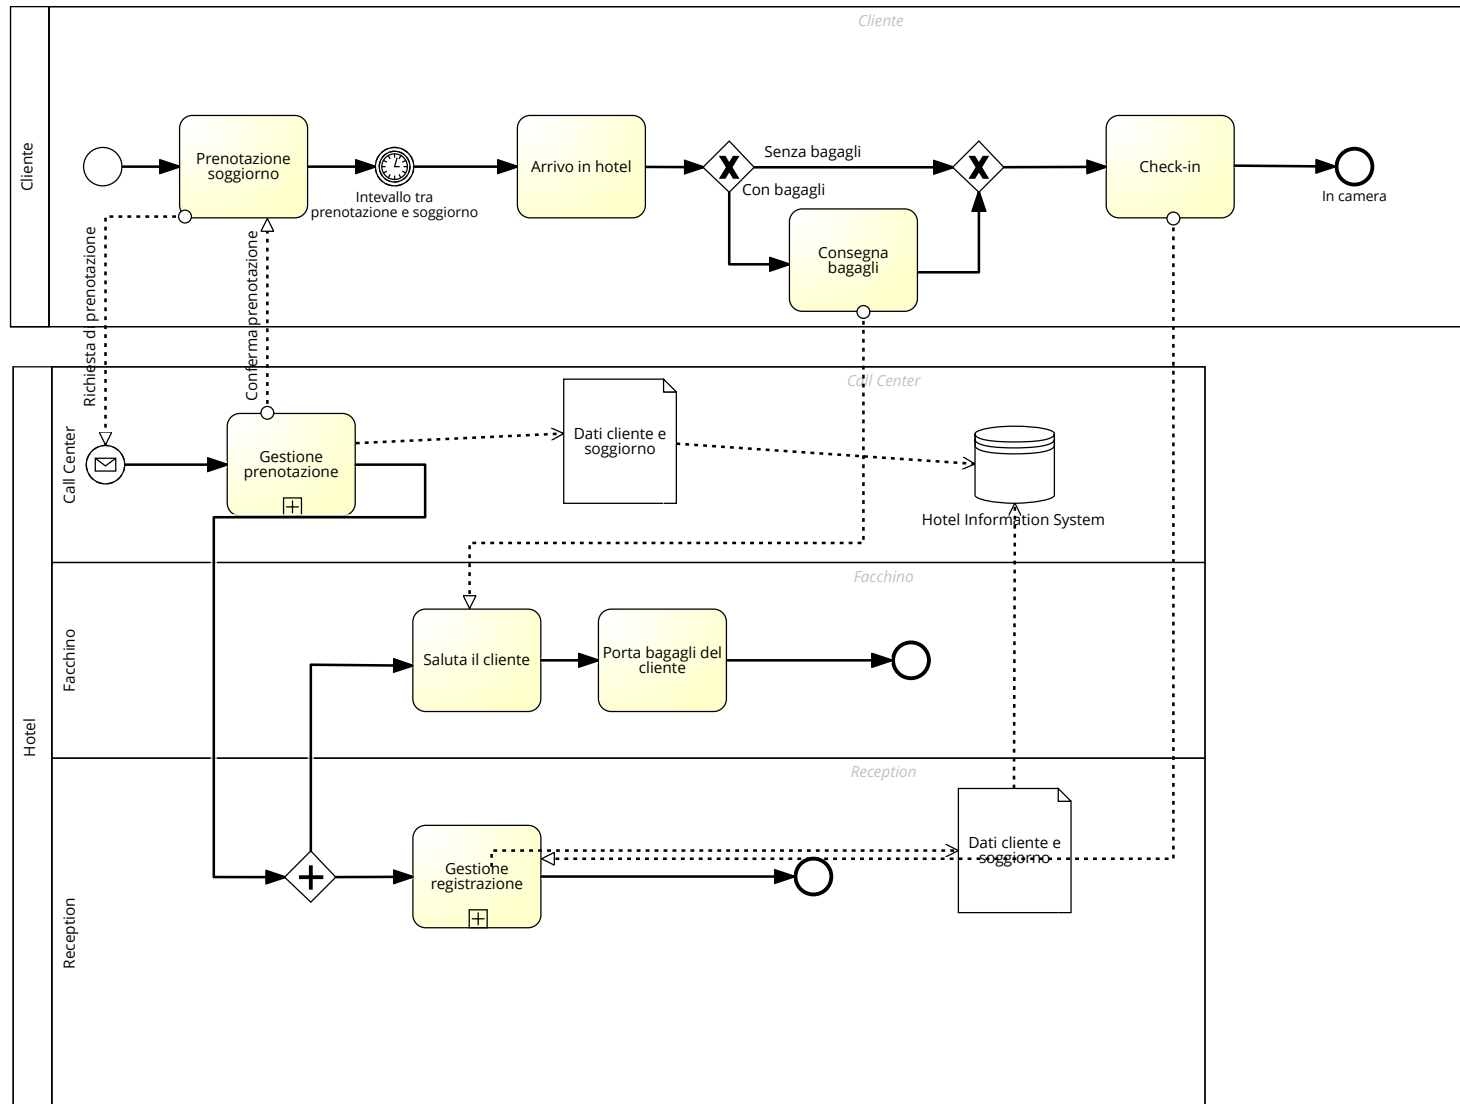 Cliente
Cliente
Prenotazione
soggiorno
Intevallo tra
prenotazione e soggiorno
Arrivo in hotel
Senza bagagli
Con bagagli
Consegna
bagagli
Check-in
In camera
Richiesta di prenotazione
Conferma prenotazione
Hotel
Call Center
Call Center
Gestione
prenotazione
Dati cliente e
soggiorno
Hotel Information System
Facchino
Facchino
Saluta il cliente
Porta bagagli del
cliente
Reception
Reception
Gestione
registrazione
Dati cliente e
soggiorno